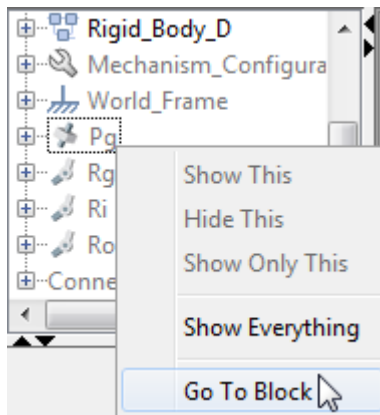 Rigid_Body_D
Mechanism_Configura
World_Frame
Pg
Rg
Ri
Ro
Conne
Show This
Hide This
Show Only This
Show Everything
Go To Block